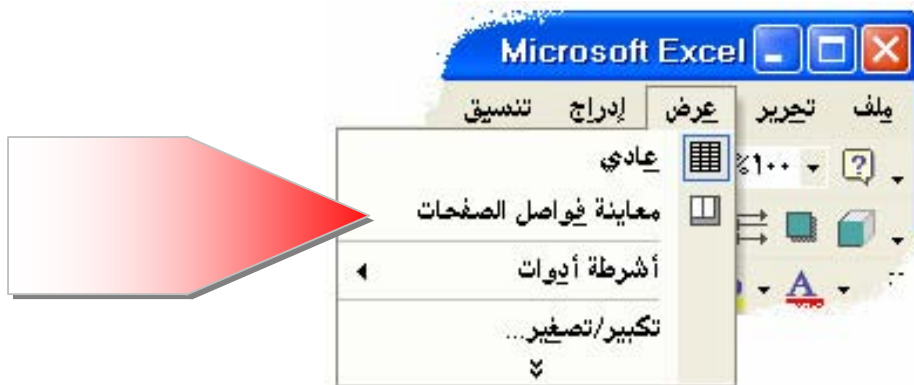 Microsoft Excel
ملف تحرير عرض إدراج تنسيق
عادي
١٠٠%
معاينة فواصل الصفحات
أشرطة أدوات
تكبير/تصغير...
A